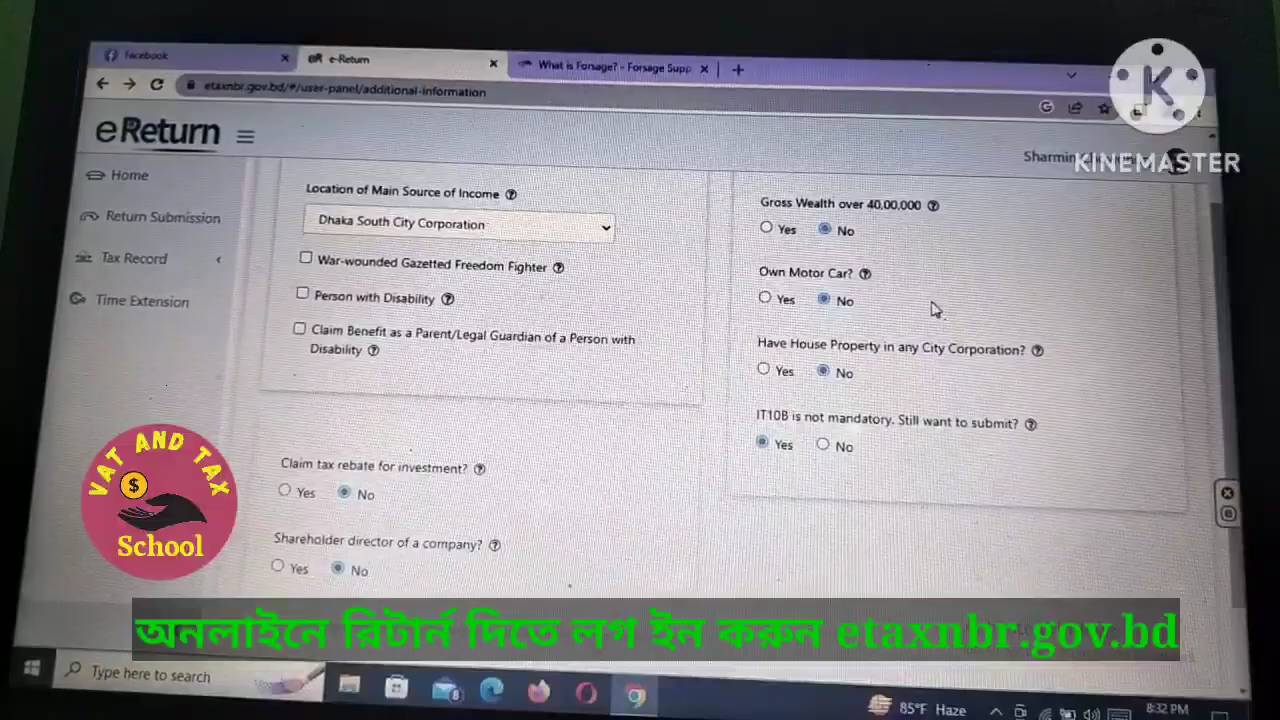 Facebook
e-Return
What is Forsage? - Forsage Supp
etaxnbr.gov.bd/#/user-panel/additional-information
K
KINEMASTER
eReturn
Sharmin
Home
Return Submission
Tax Record
Time Extension
Location of Main Source of Income
Dhaka South City Corporation
War-wounded Gazetted Freedom Fighter
Person with Disability
Claim Benefit as a Parent/Legal Guardian of a Person with
Disability
Claim tax rebate for investment?
Yes No
Shareholder director of a company?
Yes No
Gross Wealth over 40,00,000
Yes No
Own Motor Car?
Yes No
Have House Property in any City Corporation?
Yes No
IT10B is not mandatory. Still want to submit?
Yes No
VAT AND TAX
$
School
অনলাইনে রিটার্ন দিতে লগ ইন করুন etaxnbr.gov.bd
Type here to search
8
85°F Haze
8:32 PM